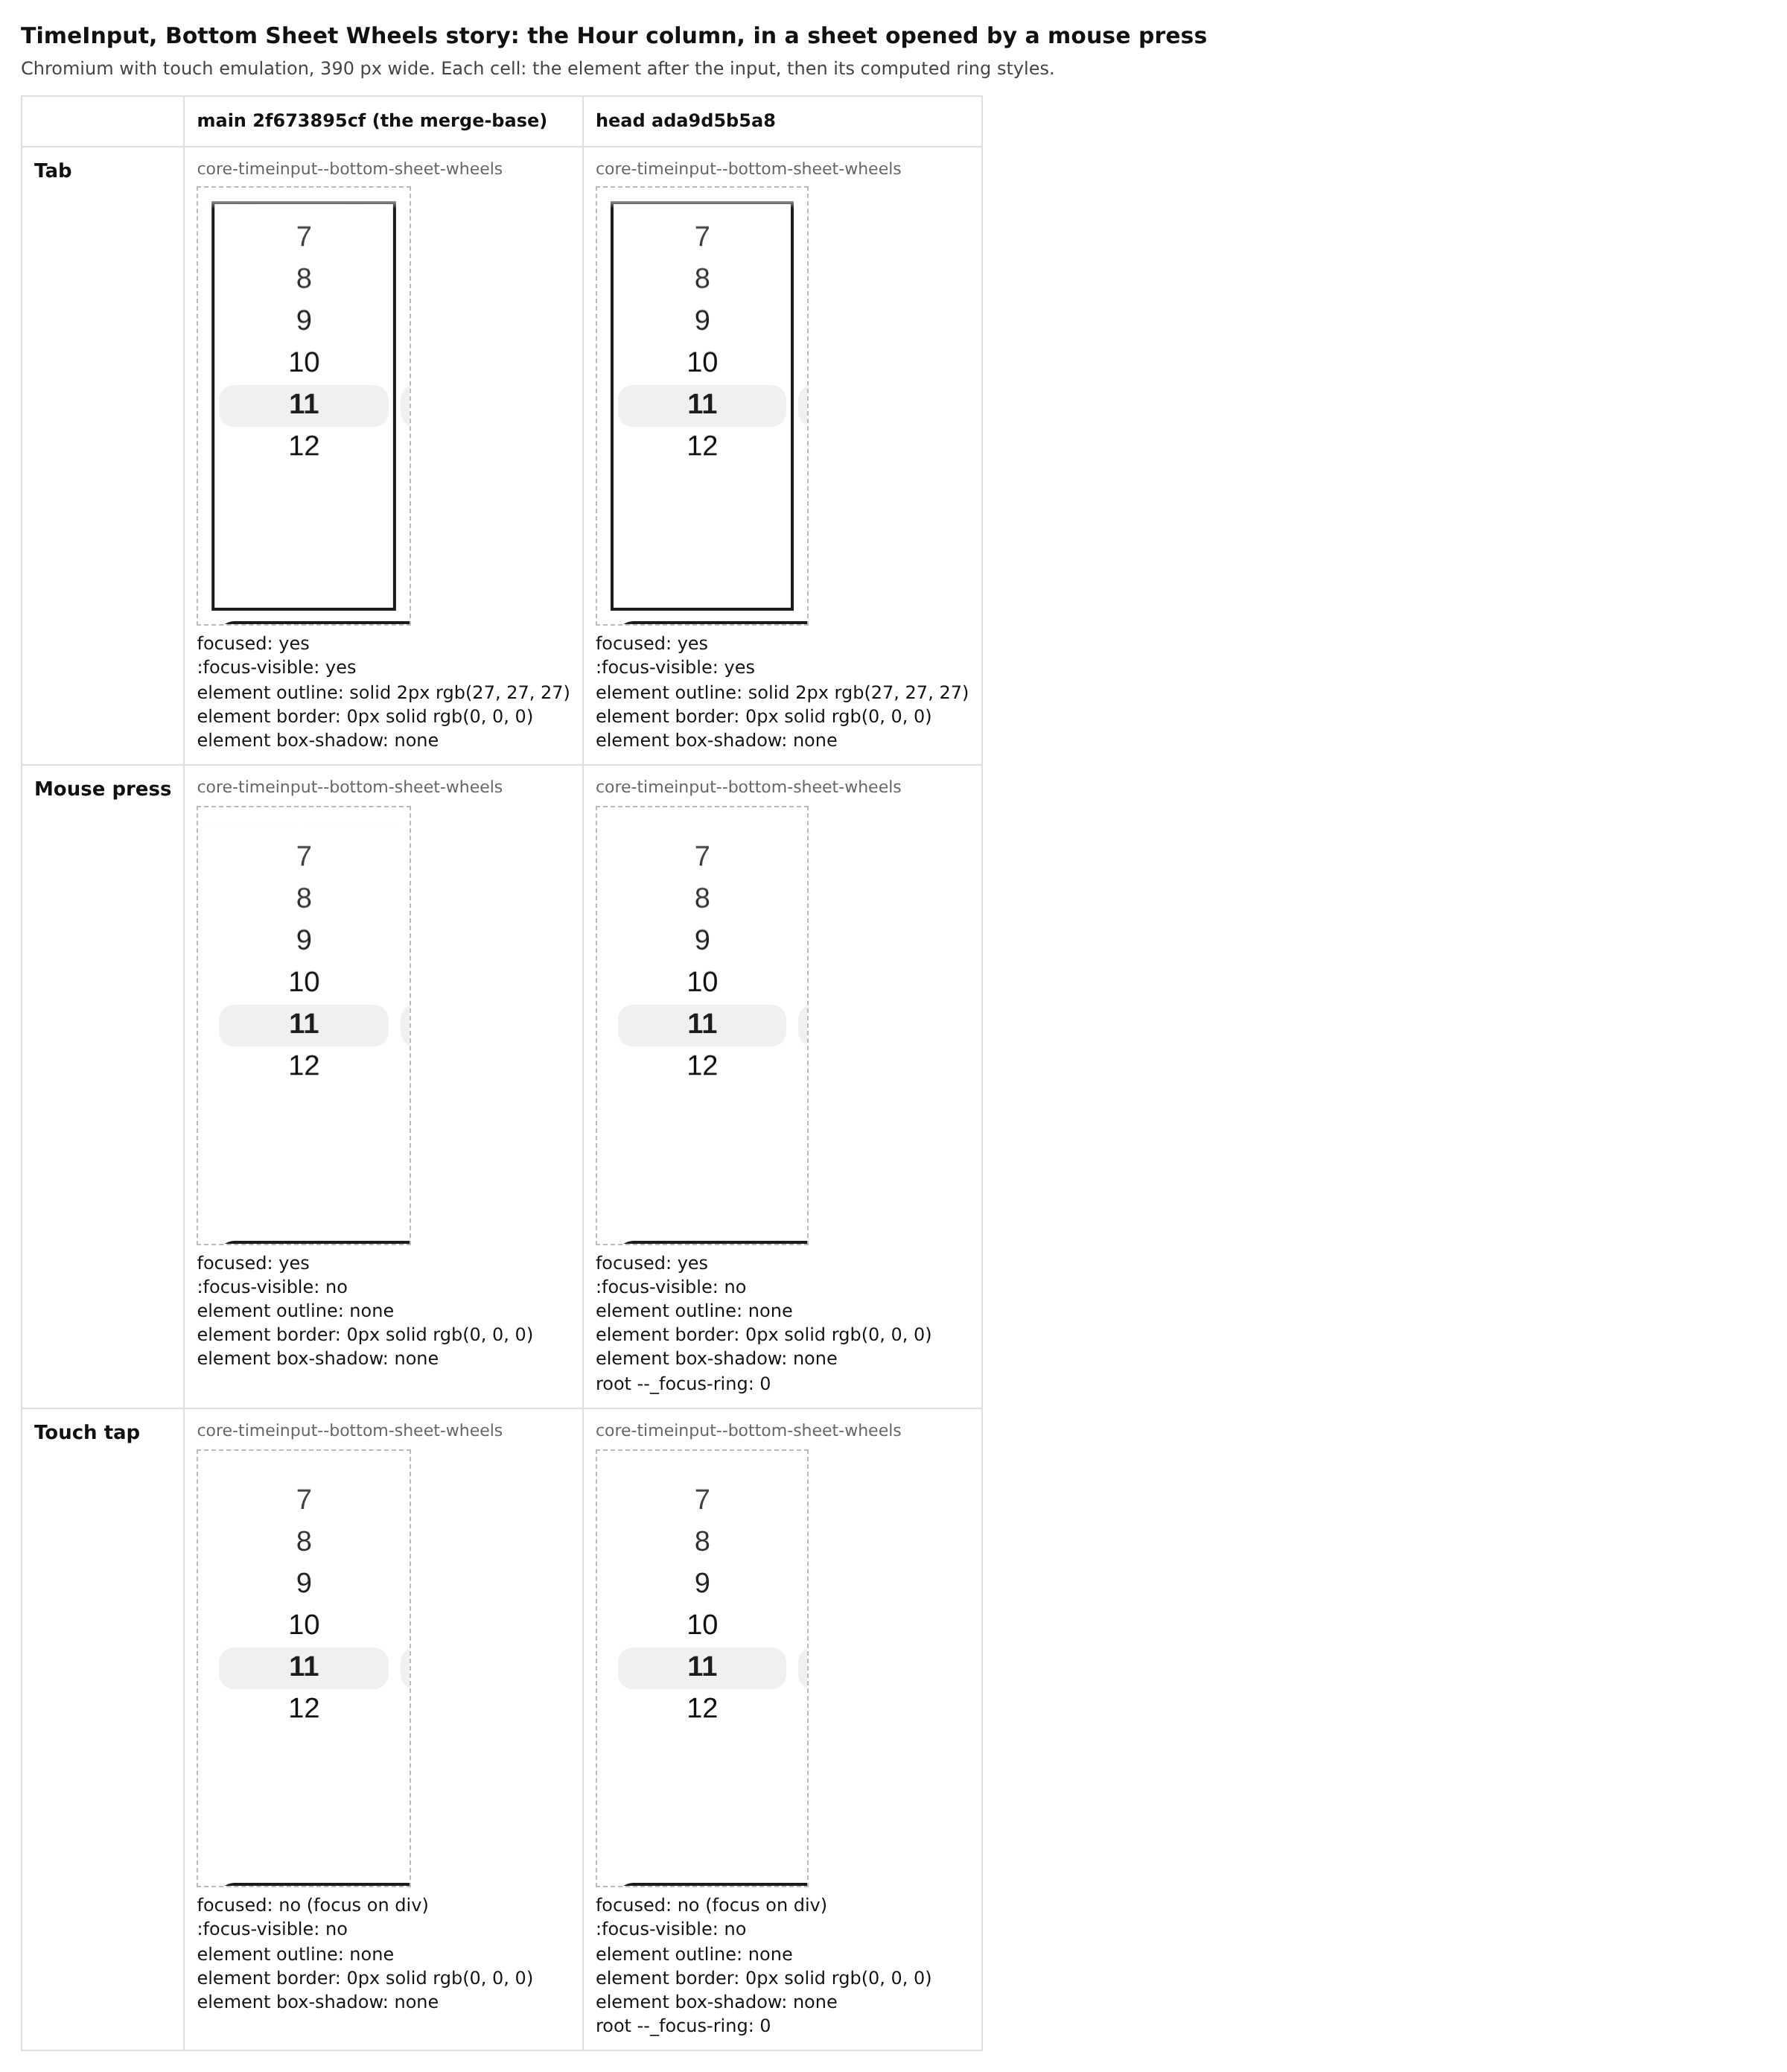 TimeInput, Bottom Sheet Wheels story: the Hour column, in a sheet opened by a mouse press
Chromium with touch emulation, 390 px wide. Each cell: the element after the input, then its computed ring styles.
main 2f673895cf (the merge-base)
head ada9d5b5a8
Tab
core-timeinput--bottom-sheet-wheels
7
8
9
10
11
12
focused: yes
:focus-visible: yes
element outline: solid 2px rgb(27, 27, 27)
element border: 0px solid rgb(0, 0, 0)
element box-shadow: none
core-timeinput--bottom-sheet-wheels
7
8
9
10
11
12
focused: yes
:focus-visible: yes
element outline: solid 2px rgb(27, 27, 27)
element border: 0px solid rgb(0, 0, 0)
element box-shadow: none
Mouse press
core-timeinput--bottom-sheet-wheels
7
8
9
10
11
12
focused: yes
:focus-visible: no
element outline: none
element border: 0px solid rgb(0, 0, 0)
element box-shadow: none
core-timeinput--bottom-sheet-wheels
7
8
9
10
11
12
focused: yes
:focus-visible: no
element outline: none
element border: 0px solid rgb(0, 0, 0)
element box-shadow: none
root --_focus-ring: 0
Touch tap
core-timeinput--bottom-sheet-wheels
7
8
9
10
11
12
focused: no (focus on div)
:focus-visible: no
element outline: none
element border: 0px solid rgb(0, 0, 0)
element box-shadow: none
core-timeinput--bottom-sheet-wheels
7
8
9
10
11
12
focused: no (focus on div)
:focus-visible: no
element outline: none
element border: 0px solid rgb(0, 0, 0)
element box-shadow: none
root --_focus-ring: 0